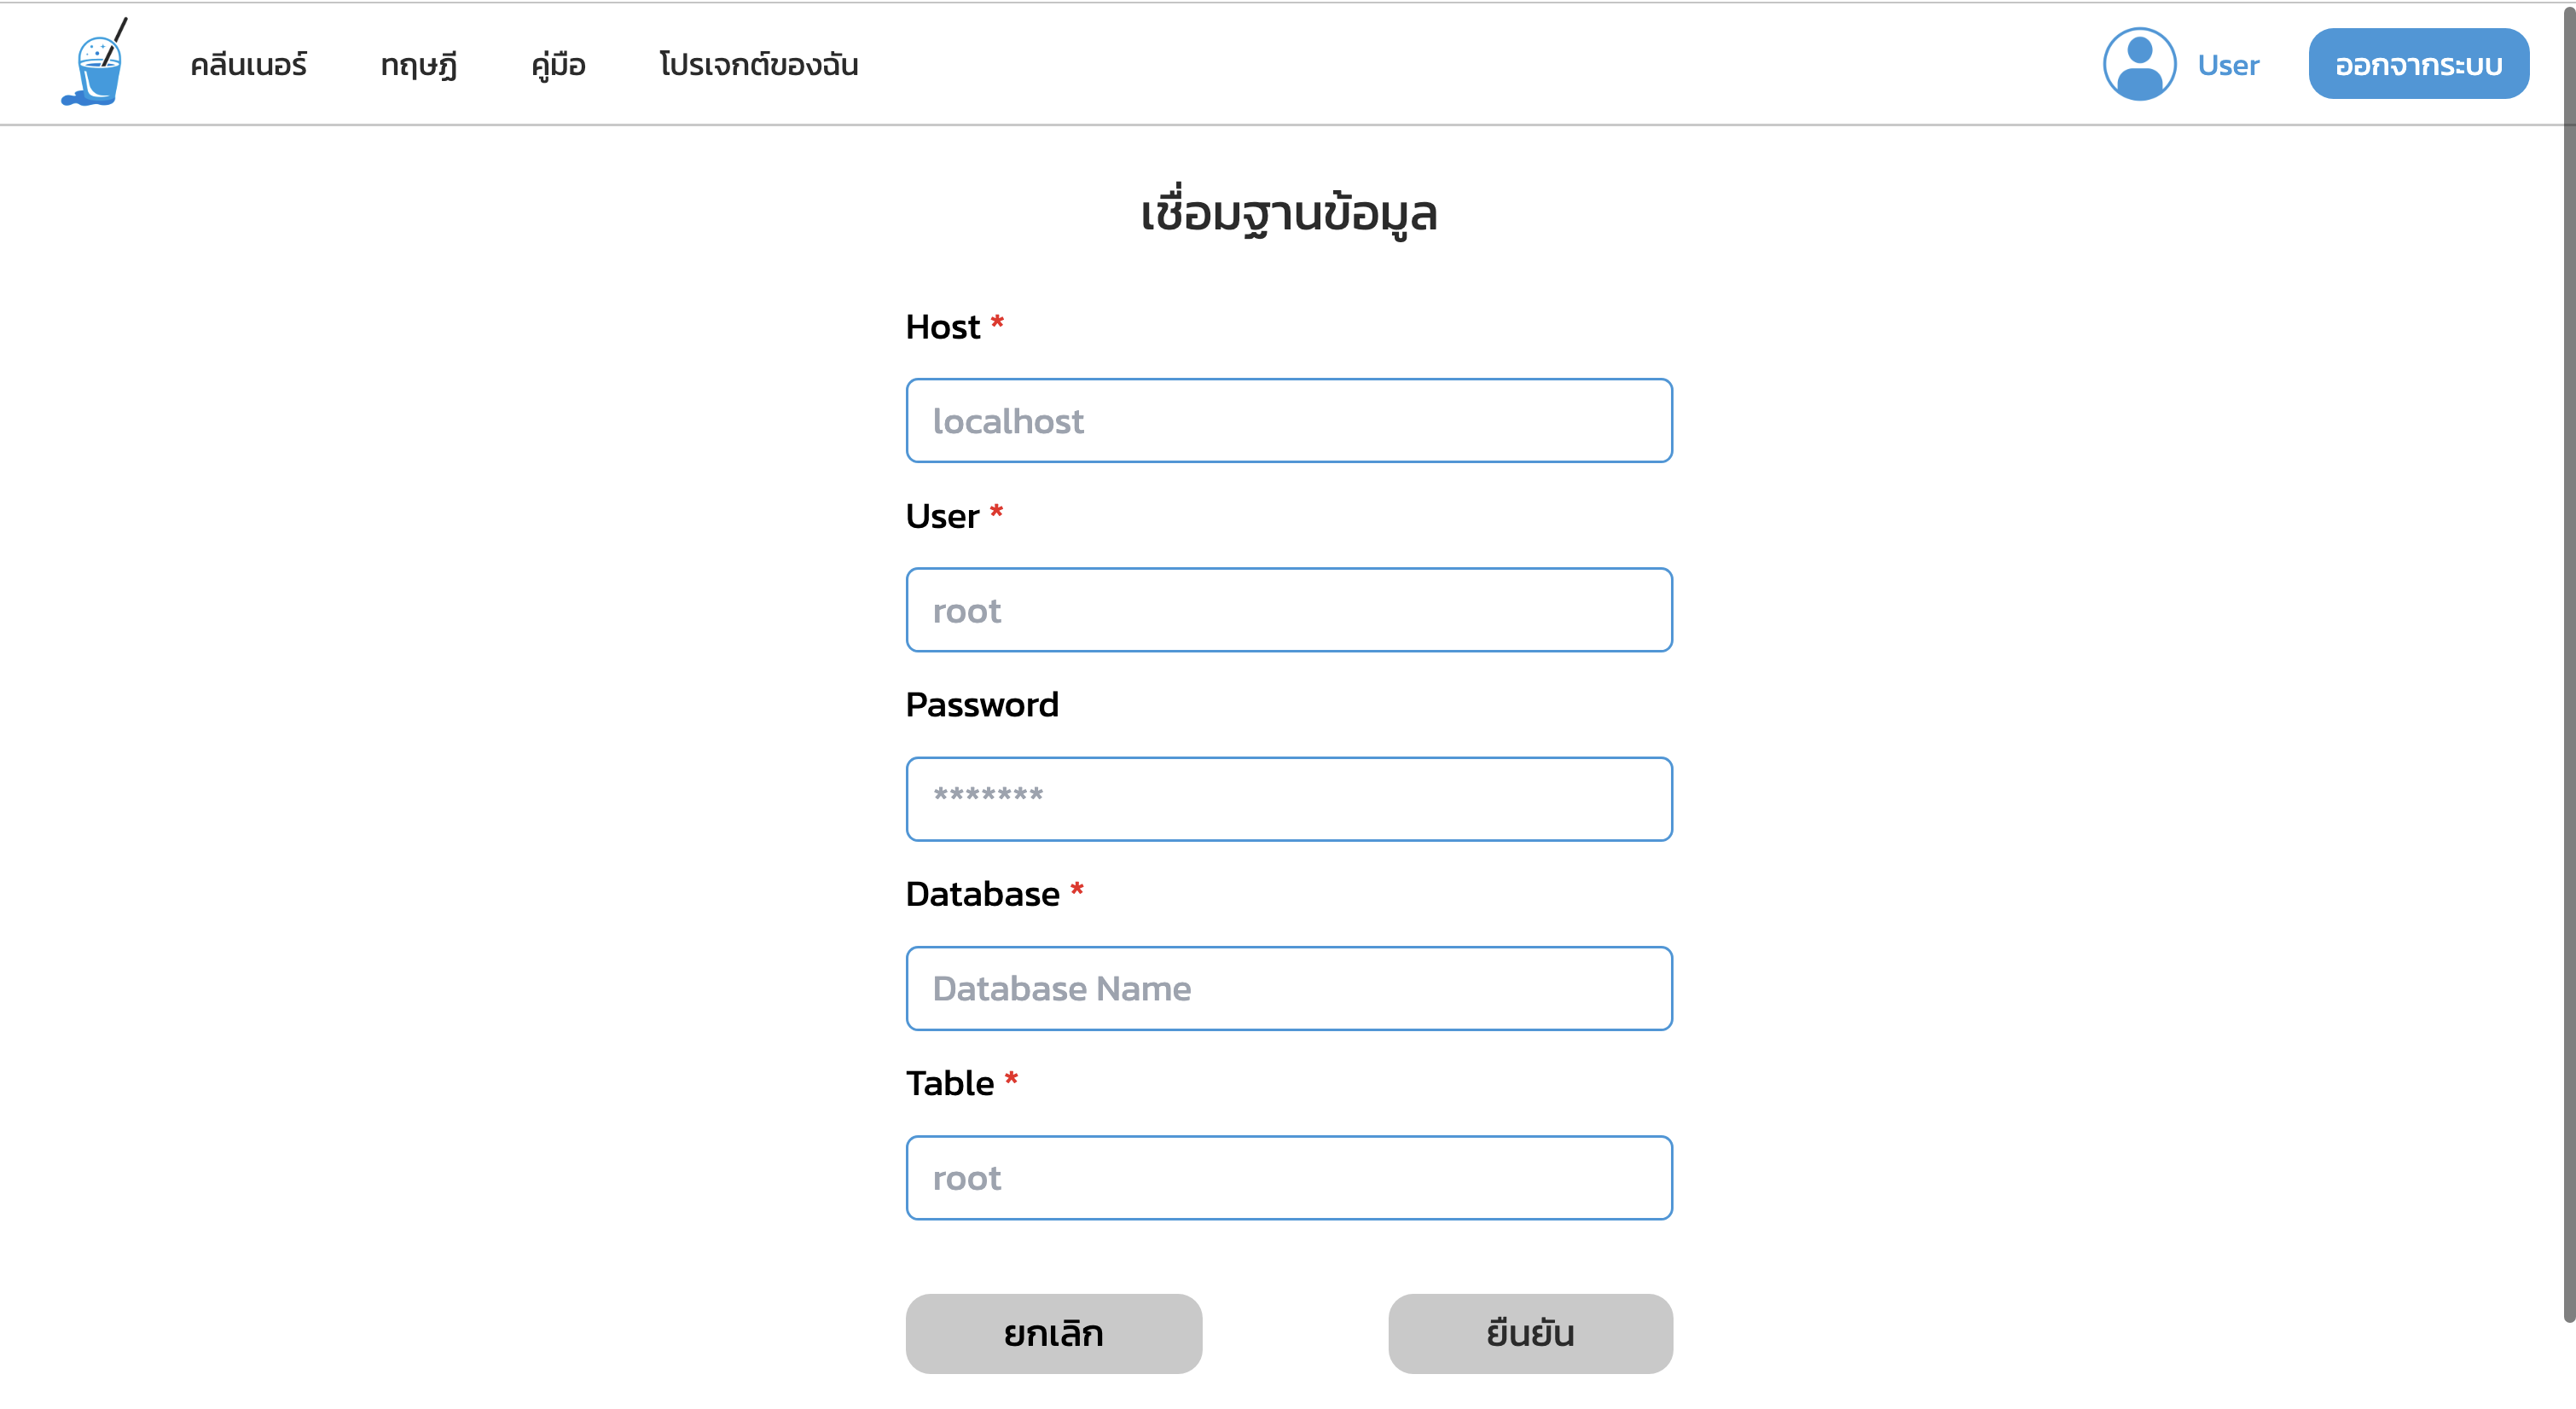 คลีนเนอร์ ทฤษฎี คู่มือ โปรเจกต์ของฉัน User ออกจากระบบ
เชื่อมฐานข้อมูล
Host *
localhost
User *
root
Password
*******
Database *
Database Name
Table *
root
ยกเลิก ยืนยัน